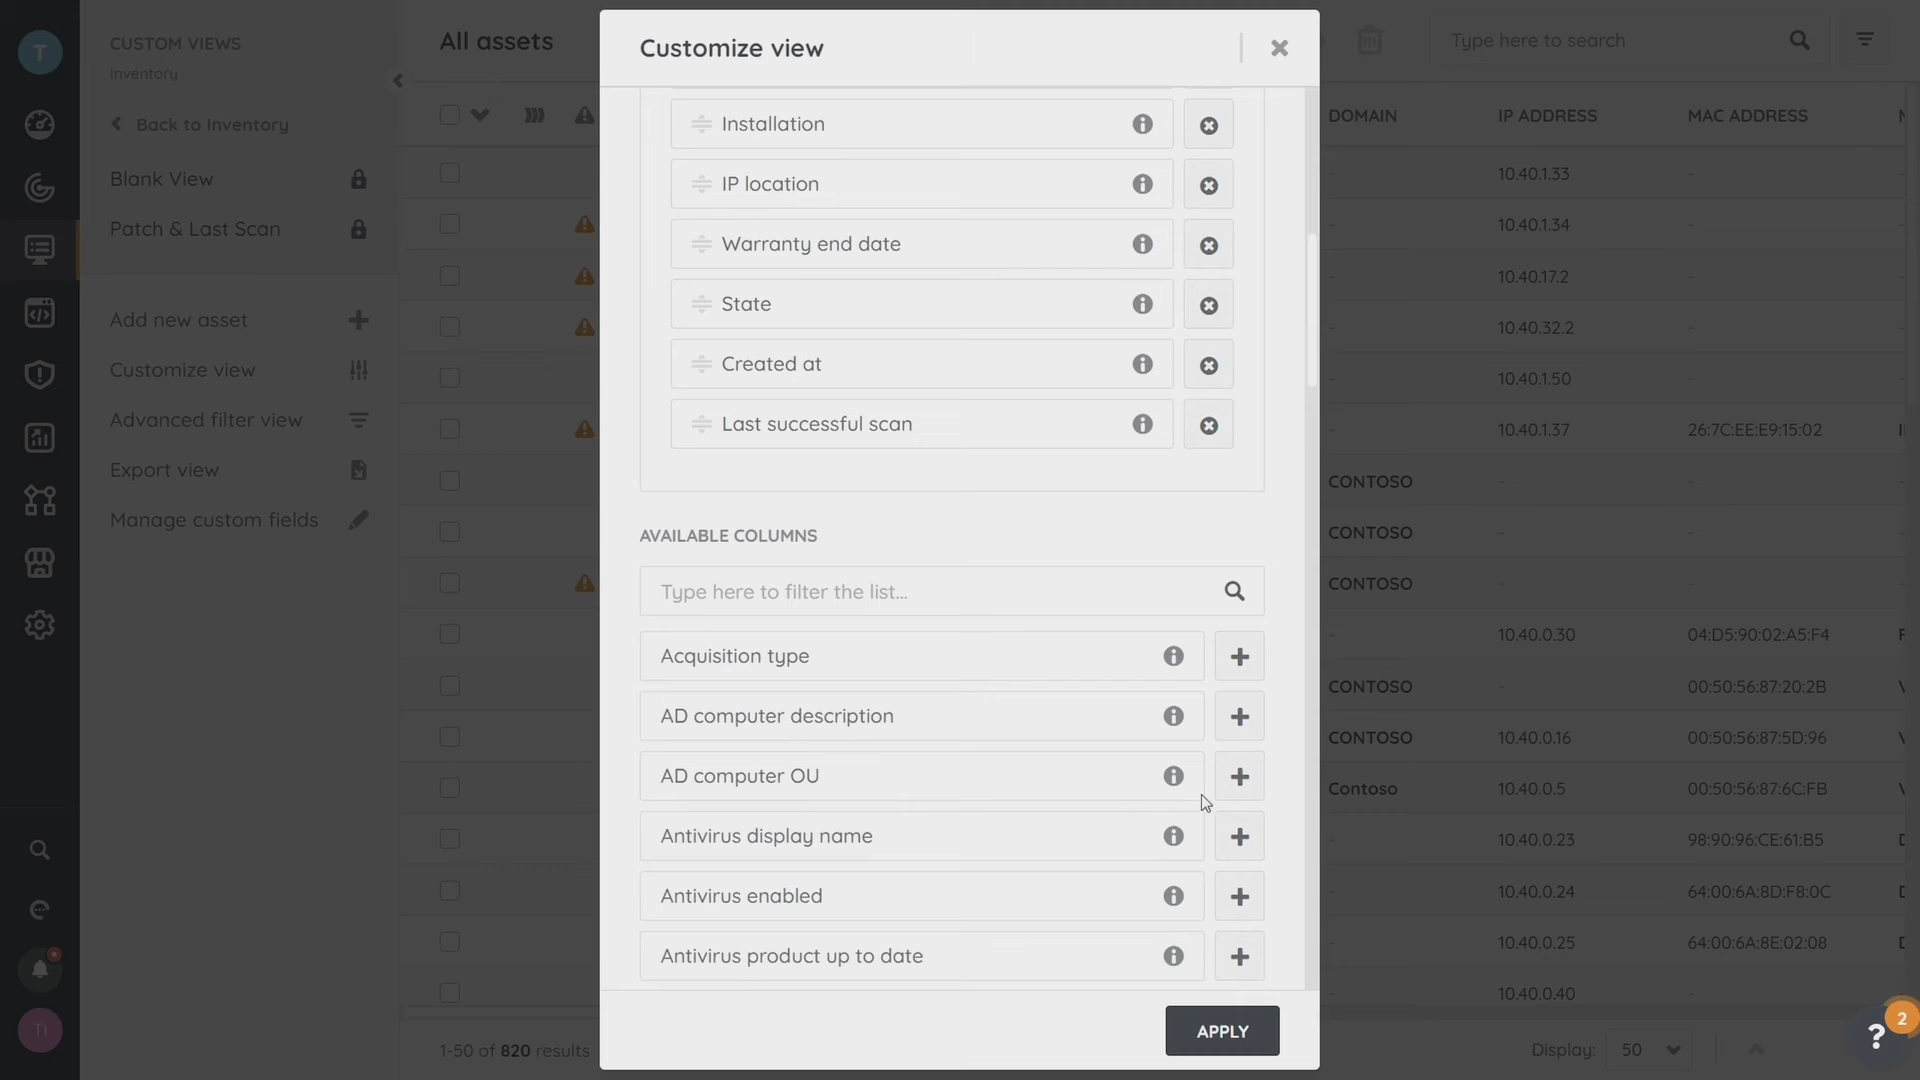 T
CUSTOM VIEWS
Inventory
Back to Inventory
Blank View
Patch & Last Scan
Add new asset
Customize view
Advanced filter view
Export view
Manage custom fields
TI
All assets
Type here to search
DOMAIN IP ADDRESS MAC ADDRESS
- 10.40.1.33 -
- 10.40.1.34 -
- 10.40.17.2 -
- 10.40.32.2 -
- 10.40.1.50 -
- 10.40.1.37 26:7C:EE:E9:15:02
CONTOSO - -
CONTOSO - -
CONTOSO - -
- 10.40.0.30 04:D5:90:02:A5:F4
CONTOSO - 00:50:56:87:20:2B
CONTOSO 10.40.0.16 00:50:56:87:5D:96
Contoso 10.40.0.5 00:50:56:87:6C:FB
- 10.40.0.23 98:90:96:CE:61:B5
- 10.40.0.24 64:00:6A:8D:F8:0C
- 10.40.0.25 64:00:6A:8E:02:08
- 10.40.0.40 -
1-50 of 820 results
Display: 50
? 2
Customize view
Installation
IP location
Warranty end date
State
Created at
Last successful scan
AVAILABLE COLUMNS
Type here to filter the list...
Acquisition type
AD computer description
AD computer OU
Antivirus display name
Antivirus enabled
Antivirus product up to date
APPLY